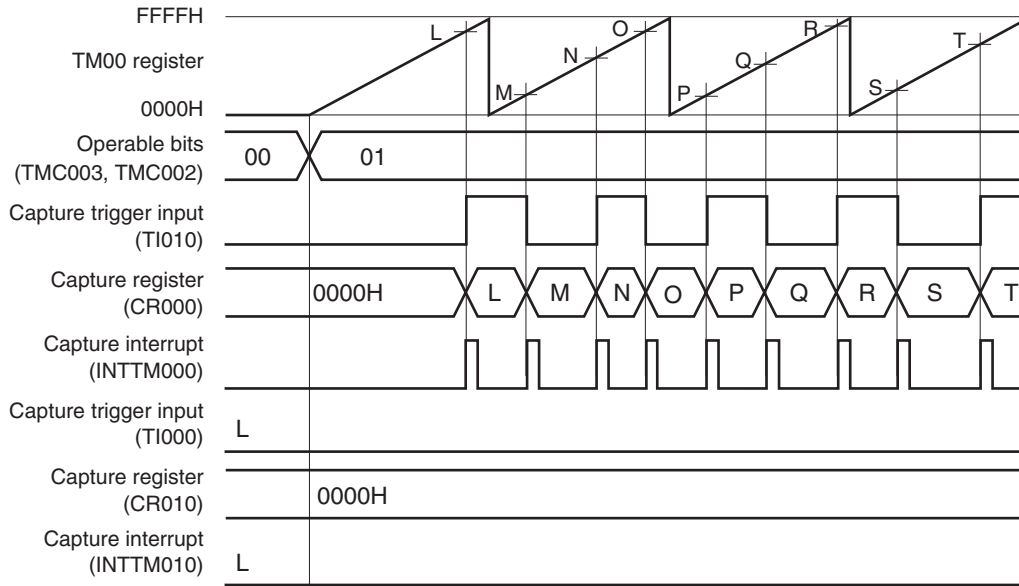 FFFFH
TM00 register
0000H
L M N O P Q R S T
Operable bits
(TMC003, TMC002)
00 01
Capture trigger input
(TI010)
Capture register
(CR000)
0000H L M N O P Q R S T
Capture interrupt
(INTTM000)
Capture trigger input
(TI000)
L
Capture register
(CR010)
0000H
Capture interrupt
(INTTM010)
L